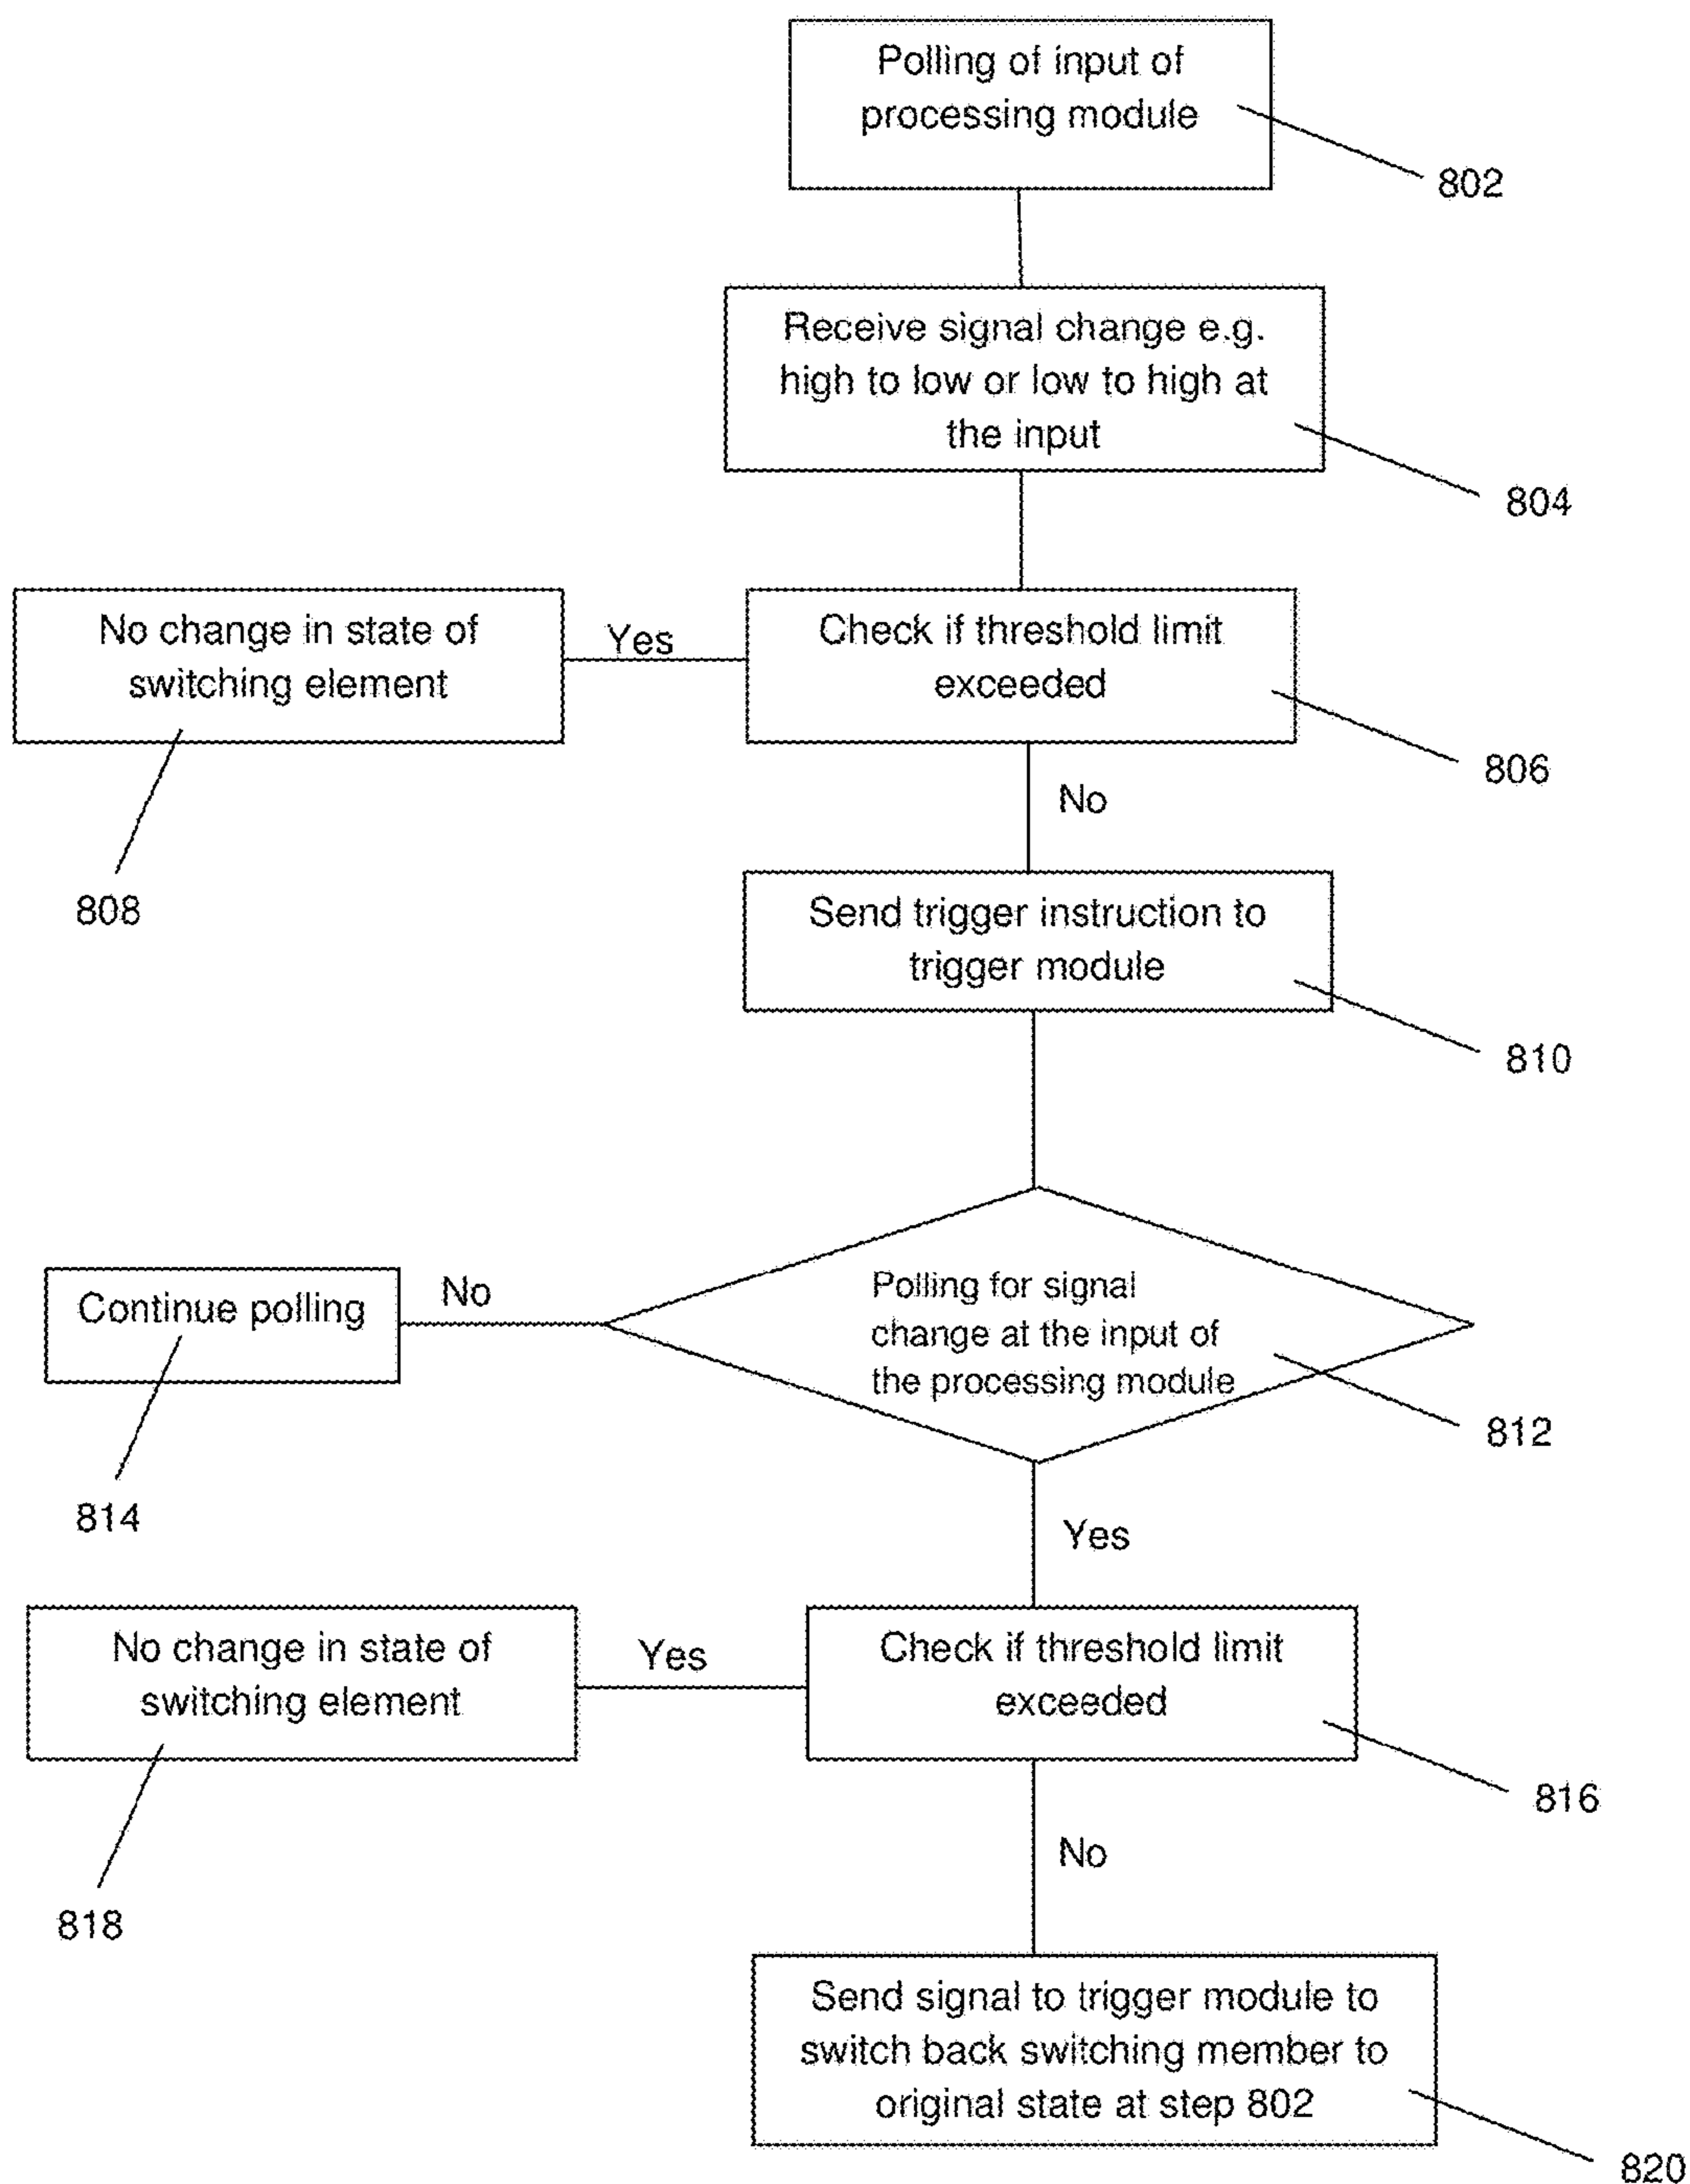 Polling of input of
processing module
802
Receive signal change e.g.
high to low or low to high at
the input
804
No change in state of
switching element
Yes
Check if threshold limit
exceeded
806
808
No
Send trigger instruction to
trigger module
810
Continue polling
No
Polling for signal
change at the input of
the processing module
812
814
Yes
No change in state of
switching element
Yes
Check if threshold limit
exceeded
816
818
No
Send signal to trigger module to
switch back switching member to
original state at step 802
820